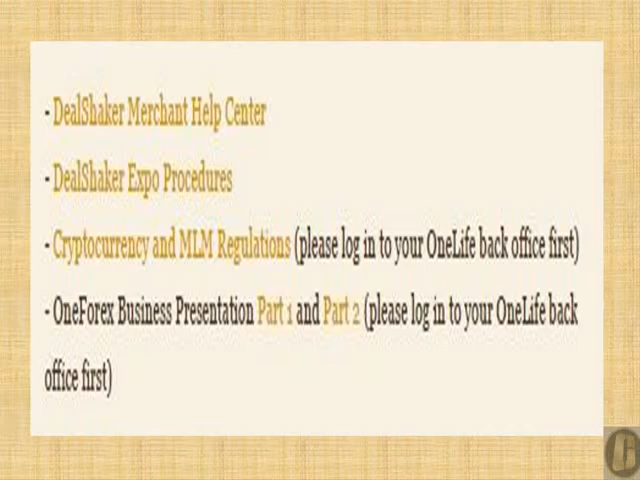 - DealShaker Merchant Help Center
- DealShaker Expo Procedures
- Cryptocurrency and MLM Regulations (please log in to your OneLife back office first)
- OneForex Business Presentation Part 1 and Part 2 (please log in to your OneLife back
office first)